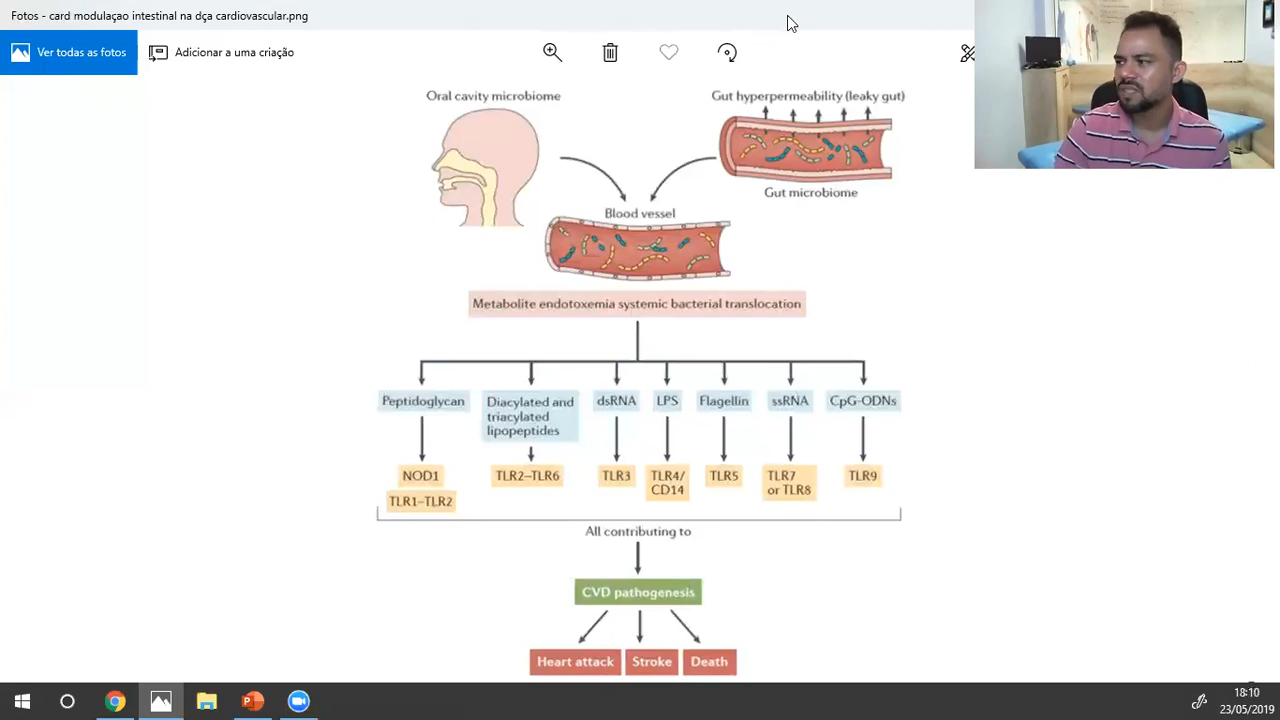 Fotos - card modulaçao intestinal na dça cardiovascular.png
Ver todas as fotos
Adicionar a uma criação
Oral cavity microbiome
Gut hyperpermeability (leaky gut)
Gut microbiome
Blood vessel
Metabolite endotoxemia systemic bacterial translocation
Peptidoglycan
Diacylated and
triacylated
lipopeptides
dsRNA
LPS
Flagellin
ssRNA
CpG-ODNs
NOD1
TLR1–TLR2
TLR2–TLR6
TLR3
TLR4/
CD14
TLR5
TLR7
or TLR8
TLR9
All contributing to
CVD pathogenesis
Heart attack
Stroke
Death
18:10
23/05/2019